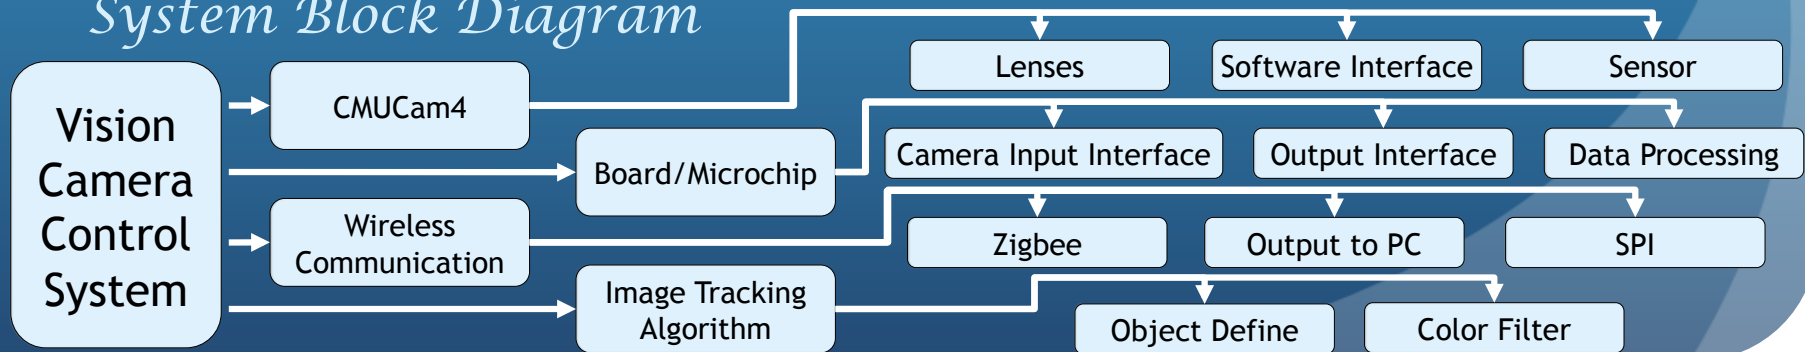 System Block Diagram
Vision
Camera
Control
System
CMUCam4
Lenses
Software Interface
Sensor
Board/Microchip
Camera Input Interface
Output Interface
Data Processing
Wireless
Communication
Zigbee
Output to PC
SPI
Image Tracking
Algorithm
Object Define
Color Filter